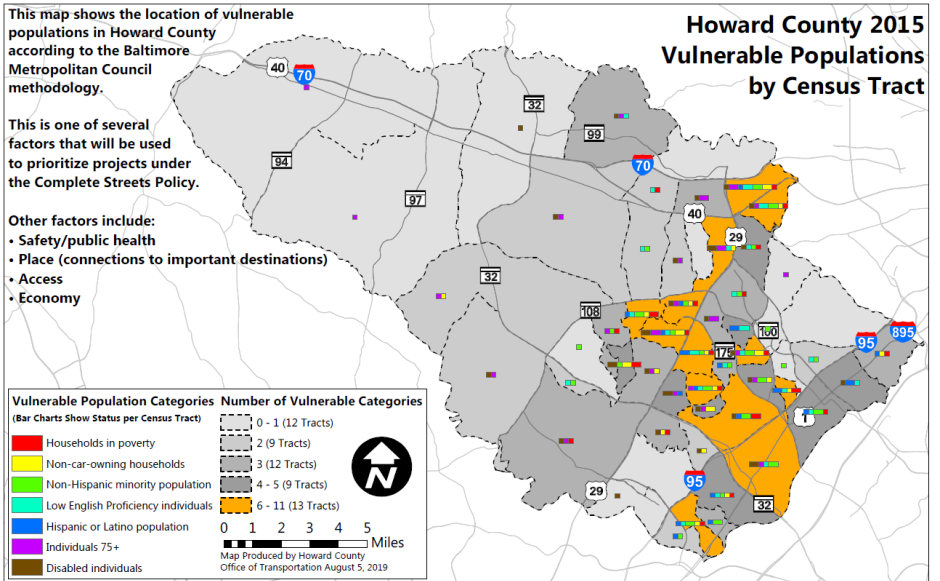 This map shows the location of vulnerable
populations in Howard County
according to the Baltimore
Metropolitan Council
methodology.
This is one of several
factors that will be used
to prioritize projects under
the Complete Streets Policy.
Other factors include:
• Safety/public health
• Place (connections to important destinations)
• Access
• Economy
Howard County 2015
Vulnerable Populations
by Census Tract
40
70
32
99
94
70
97
40
29
32
108
100
175
95
895
1
29
95
32
Vulnerable Population Categories
(Bar Charts Show Status per Census Tract)
Households in poverty
Non-car-owning households
Non-Hispanic minority population
Low English Proficiency individuals
Hispanic or Latino population
Individuals 75+
Disabled individuals
Number of Vulnerable Categories
0 - 1 (12 Tracts)
2 (9 Tracts)
3 (12 Tracts)
4 - 5 (9 Tracts)
6 - 11 (13 Tracts)
N
0 1 2 3 4 5
Miles
Map Produced by Howard County
Office of Transportation August 5, 2019